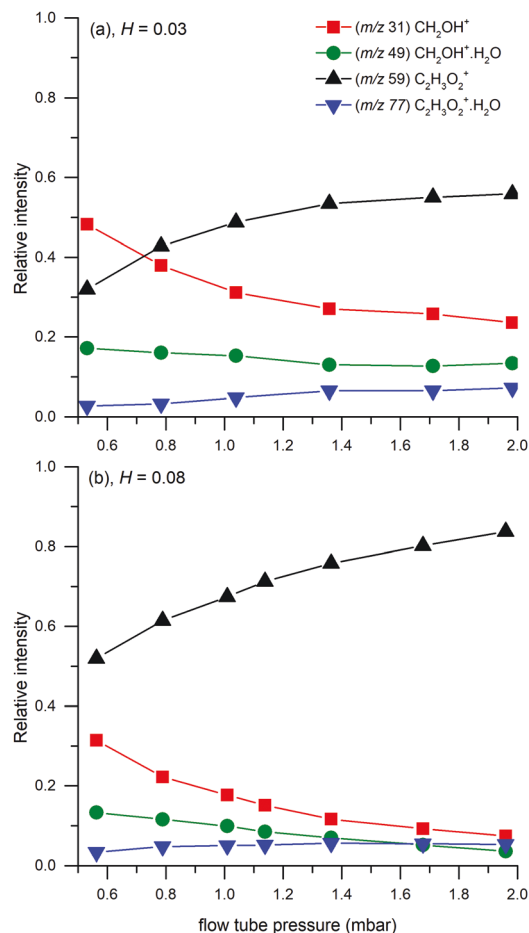 (a), H = 0.03
(m/z 31) CH₂OH⁺
(m/z 49) CH₂OH⁺.H₂O
(m/z 59) C₂H₃O₂⁺
(m/z 77) C₂H₃O₂⁺.H₂O
Relative intensity
1.0
0.8
0.6
0.4
0.2
0.0
0.6 0.8 1.0 1.2 1.4 1.6 1.8 2.0
(b), H = 0.08
Relative intensity
1.0
0.8
0.6
0.4
0.2
0.0
0.6 0.8 1.0 1.2 1.4 1.6 1.8 2.0
flow tube pressure (mbar)